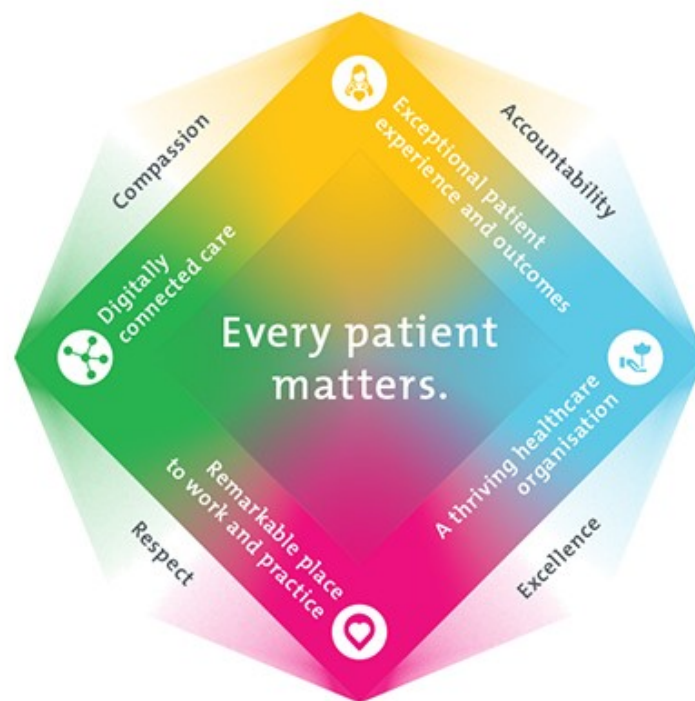 Compassion
Accountability
Exceptional patient
experience and outcomes
Digitally
connected care
Every patient
matters.
A thriving healthcare
organisation
Remarkable place
to work and practice
Respect
Excellence